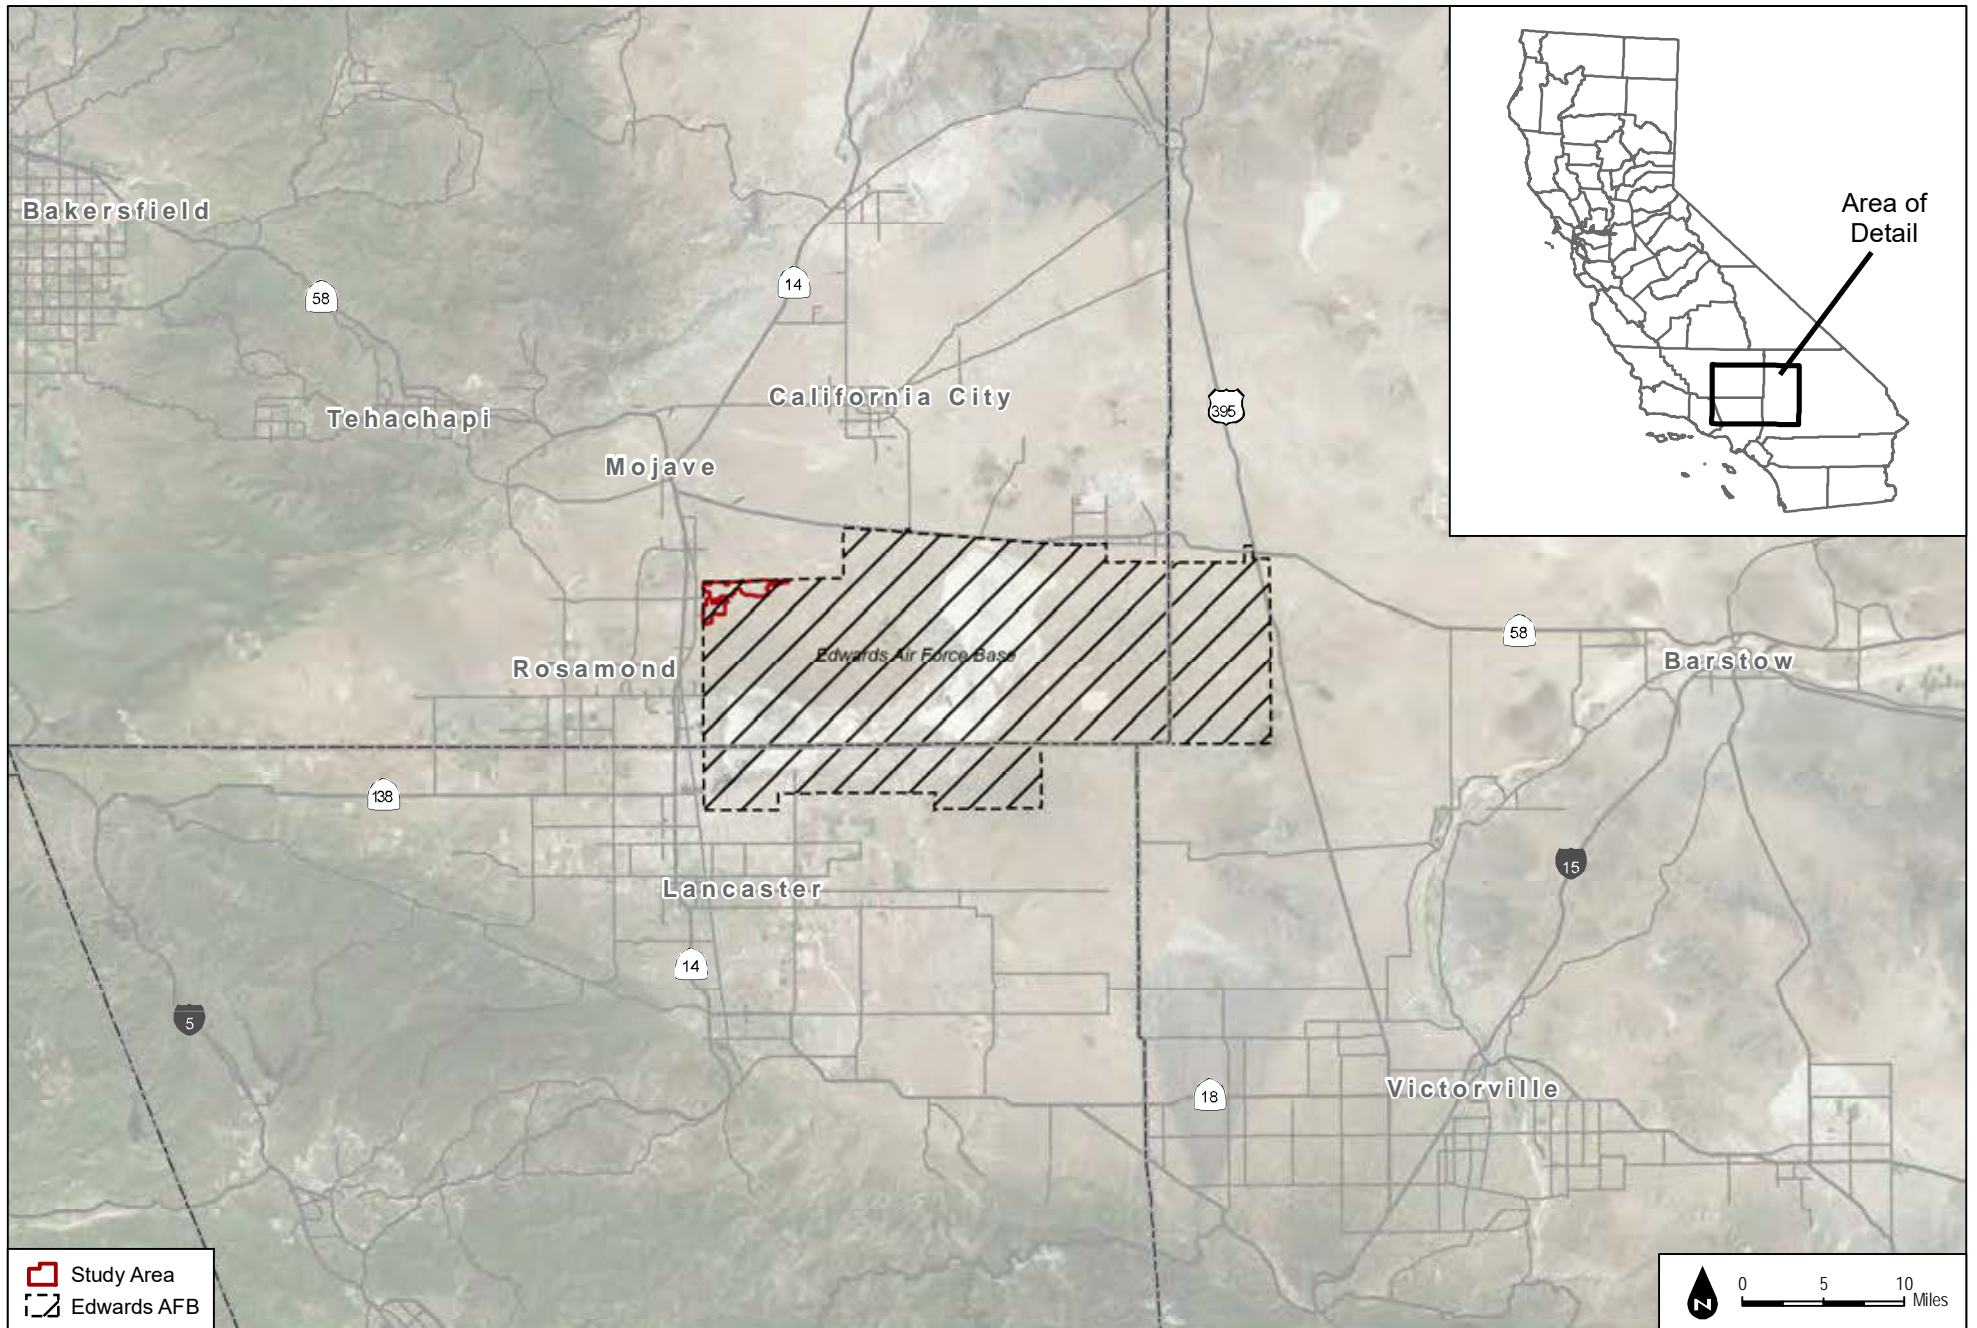 Area of
Detail
Bakersfield
58
14
California City
395
Tehachapi
Mojave
58
Edwards Air Force Base
Rosamond
Barstow
138
15
Lancaster
14
5
Victorville
18
Study Area
Edwards AFB
N
0 5 10
Miles